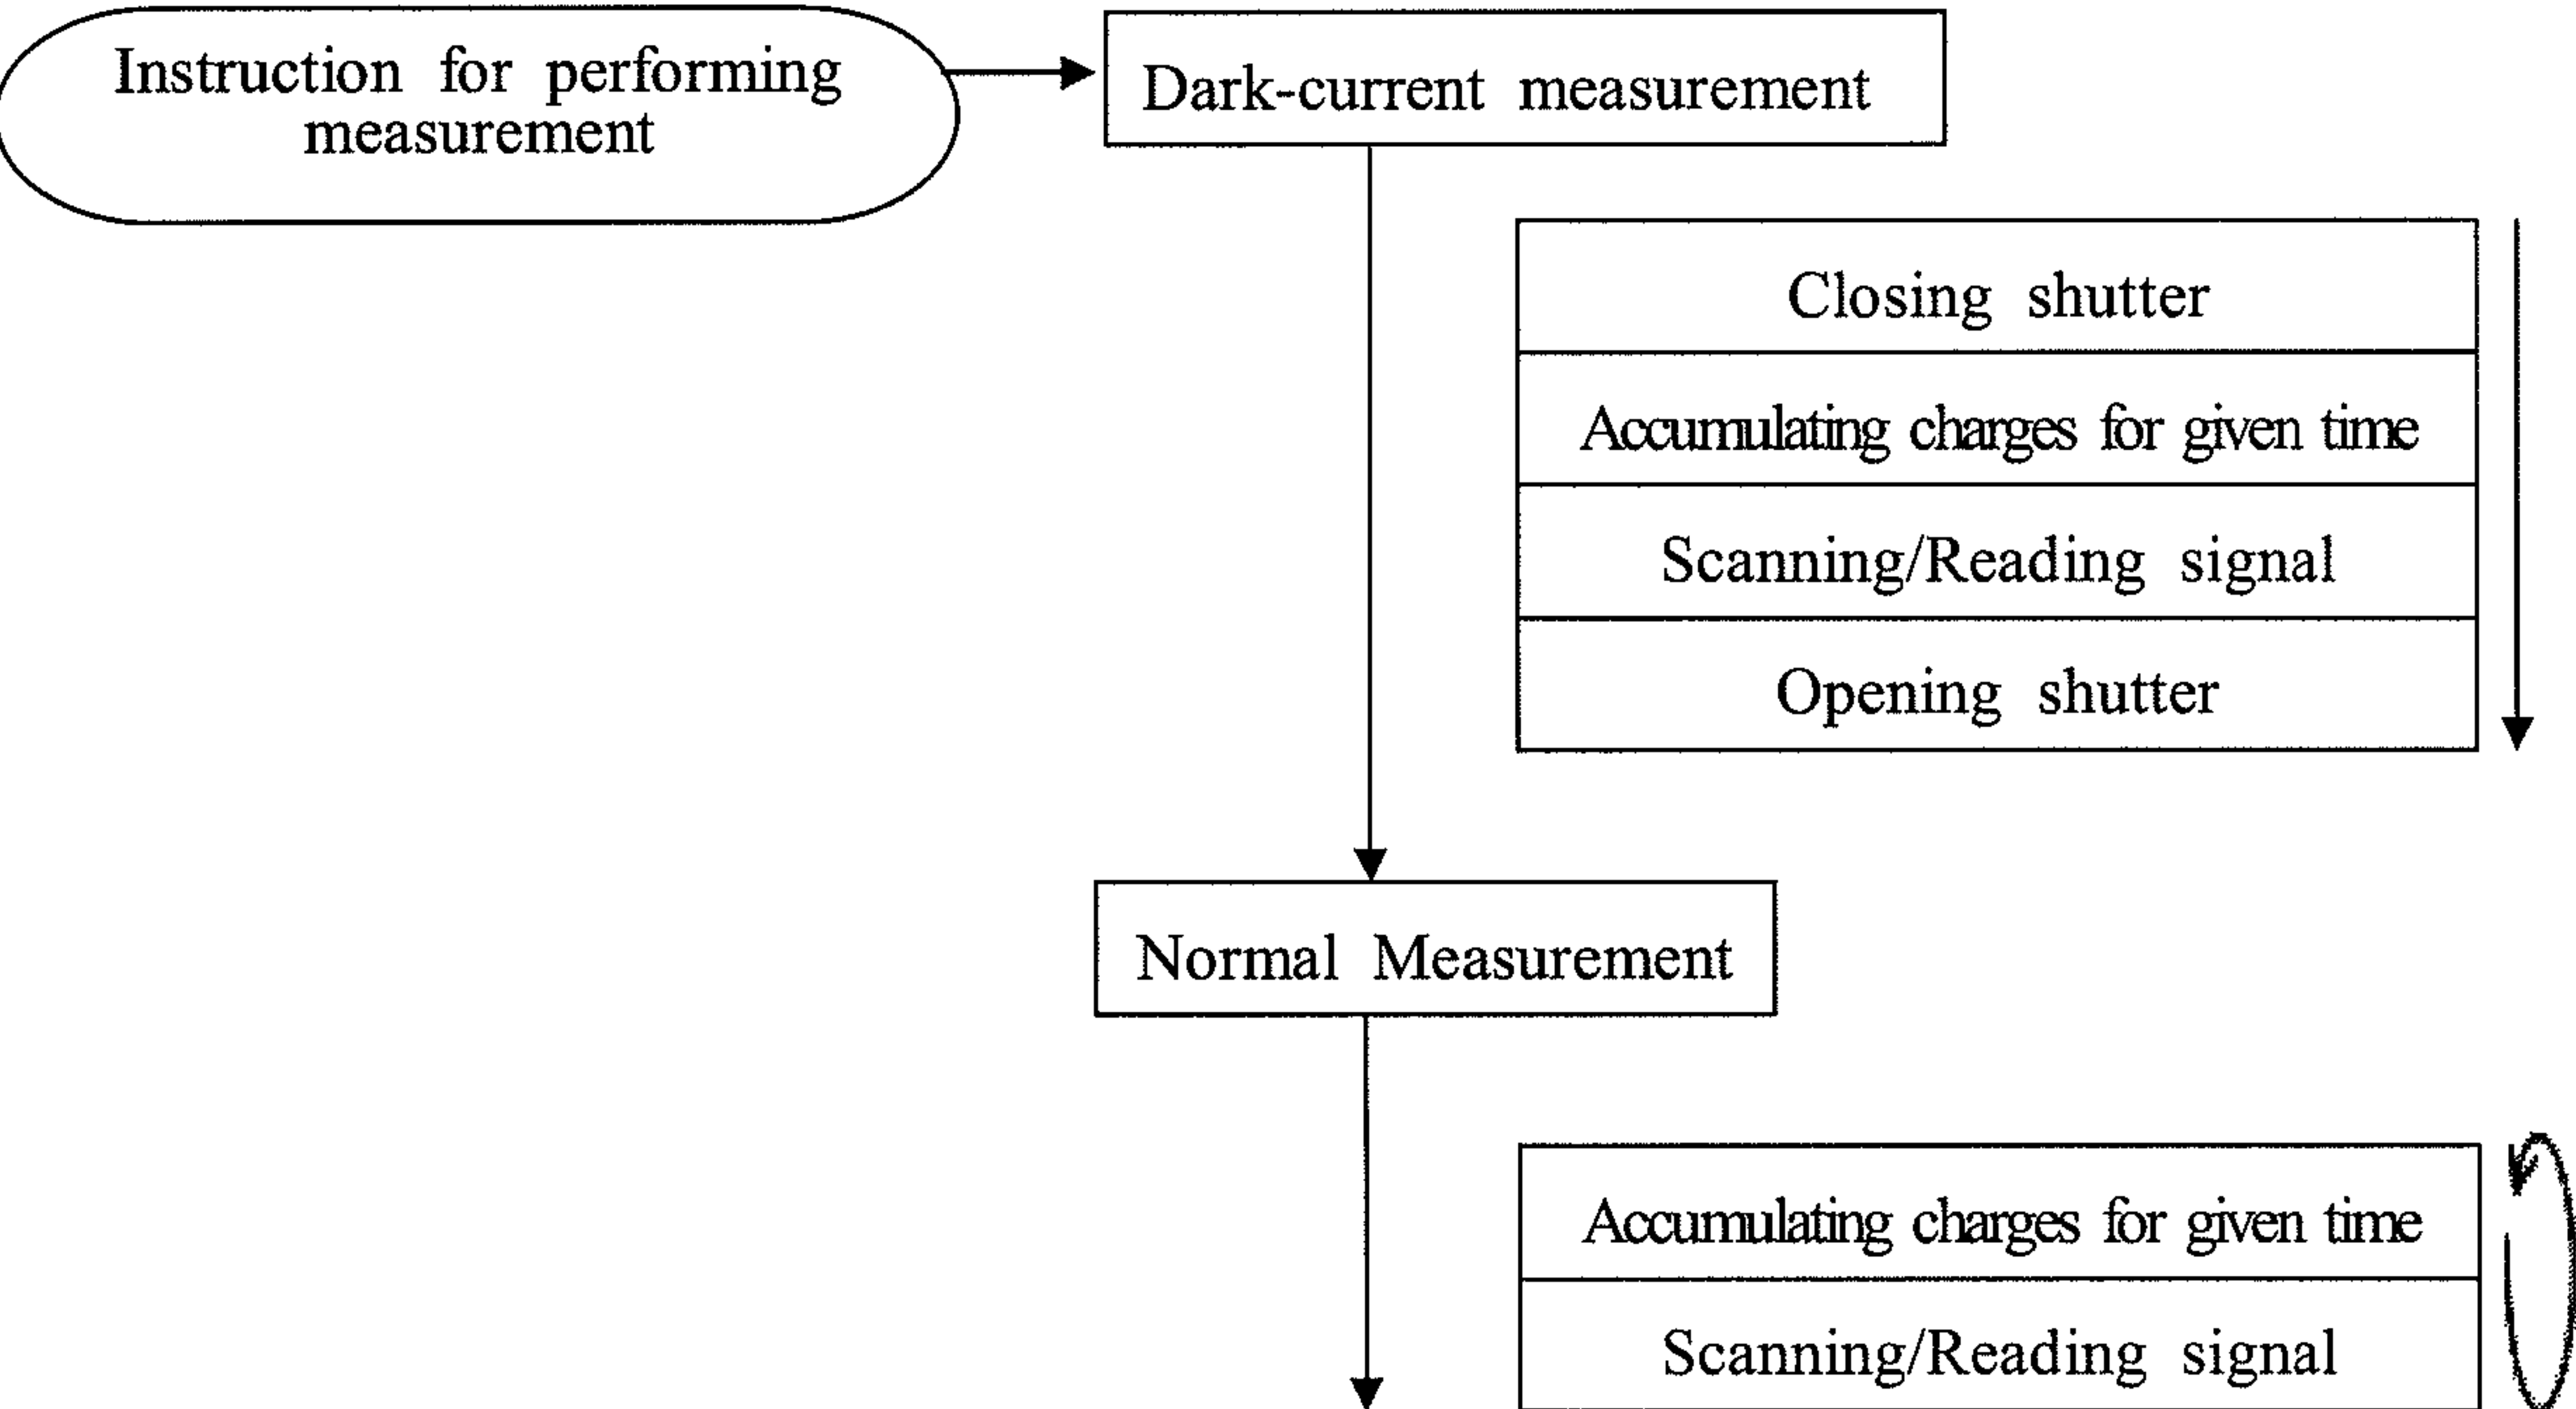 Instruction for performing
measurement
Dark-current measurement
Closing shutter
Accumulating charges for given time
Scanning/Reading signal
Opening shutter
Normal Measurement
Accumulating charges for given time
Scanning/Reading signal